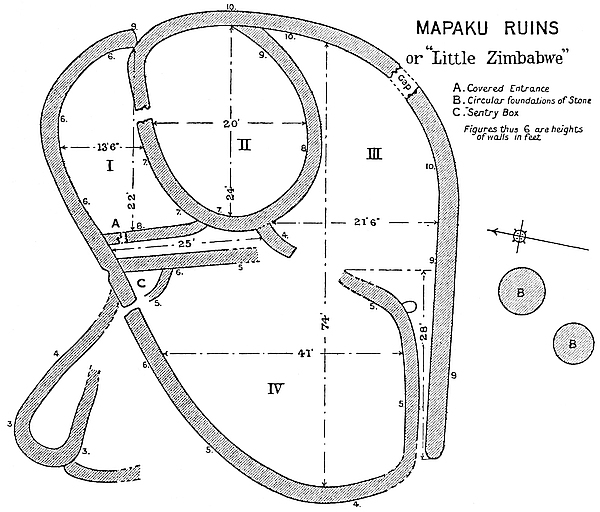 MAPAKU RUINS
or "Little Zimbabwe"
A. Covered Entrance
B. Circular foundations of Stone
C. "Sentry Box
Figures thus 6 are heights
of walls in feet
10.
9.
6.
10.
9.
Gap
6.
13'6"
I
20'
II
8.
III
10.
7.
6.
22'
24'
7.
7.
A
8.
21'6"
4.
25'
9.
C
6.
5.
5.
5.
28'
74'
B
B
4.
6.
41'
IV
9.
5
3
3.
5.
4.